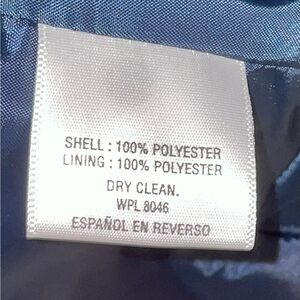 SHELL : 100% POLYESTER
LINING : 100% POLYESTER
DRY CLEAN.
WPL 8046
ESPAÑOL EN REVERSO